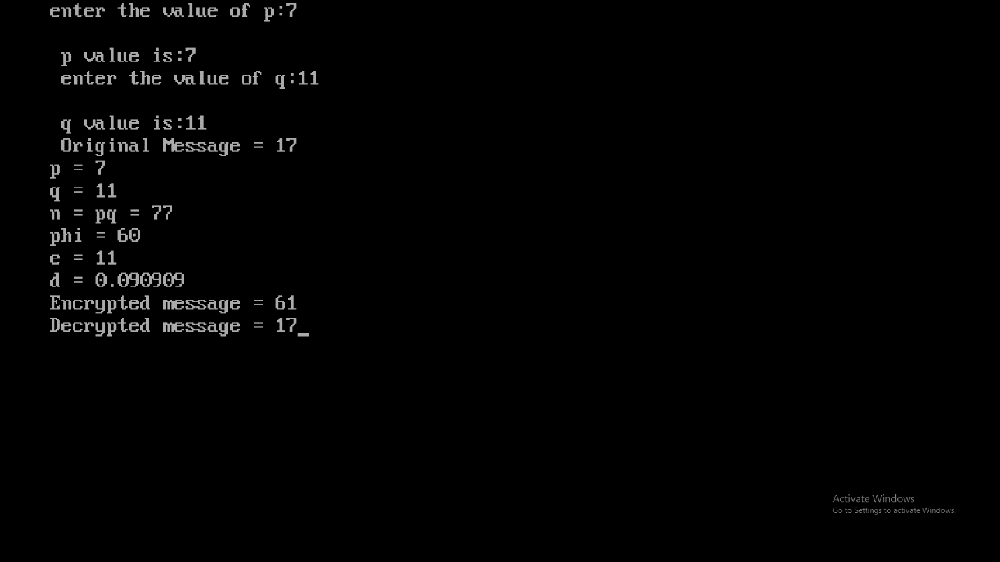 enter the value of p:7
p value is:7
enter the value of q:11
q value is:11
Original Message = 17
p = 7
q = 11
n = pq = 77
phi = 60
e = 11
d = 0.090909
Encrypted message = 61
Decrypted message = 17_
Activate Windows
Go to Settings to activate Windows.